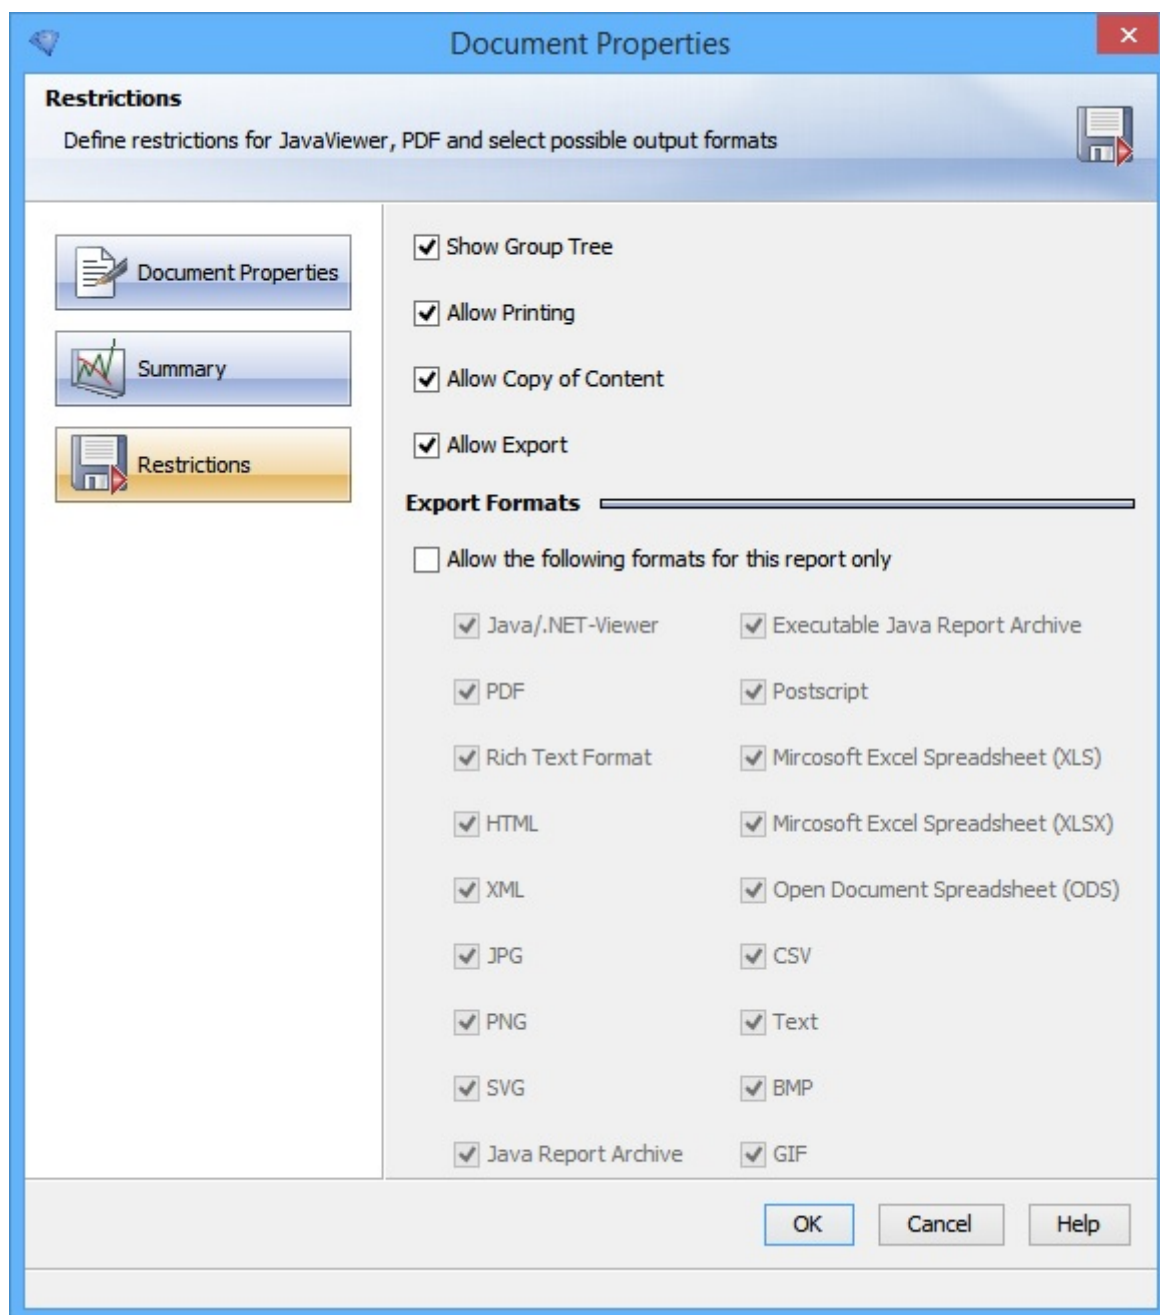 Document Properties
Restrictions
Define restrictions for JavaViewer, PDF and select possible output formats
Document Properties
Summary
Restrictions
Show Group Tree
Allow Printing
Allow Copy of Content
Allow Export
Export Formats
Allow the following formats for this report only
Java/.NET-Viewer
Executable Java Report Archive
PDF
Postscript
Rich Text Format
Mircosoft Excel Spreadsheet (XLS)
HTML
Mircosoft Excel Spreadsheet (XLSX)
XML
Open Document Spreadsheet (ODS)
JPG
CSV
PNG
Text
SVG
BMP
Java Report Archive
GIF
OK
Cancel
Help